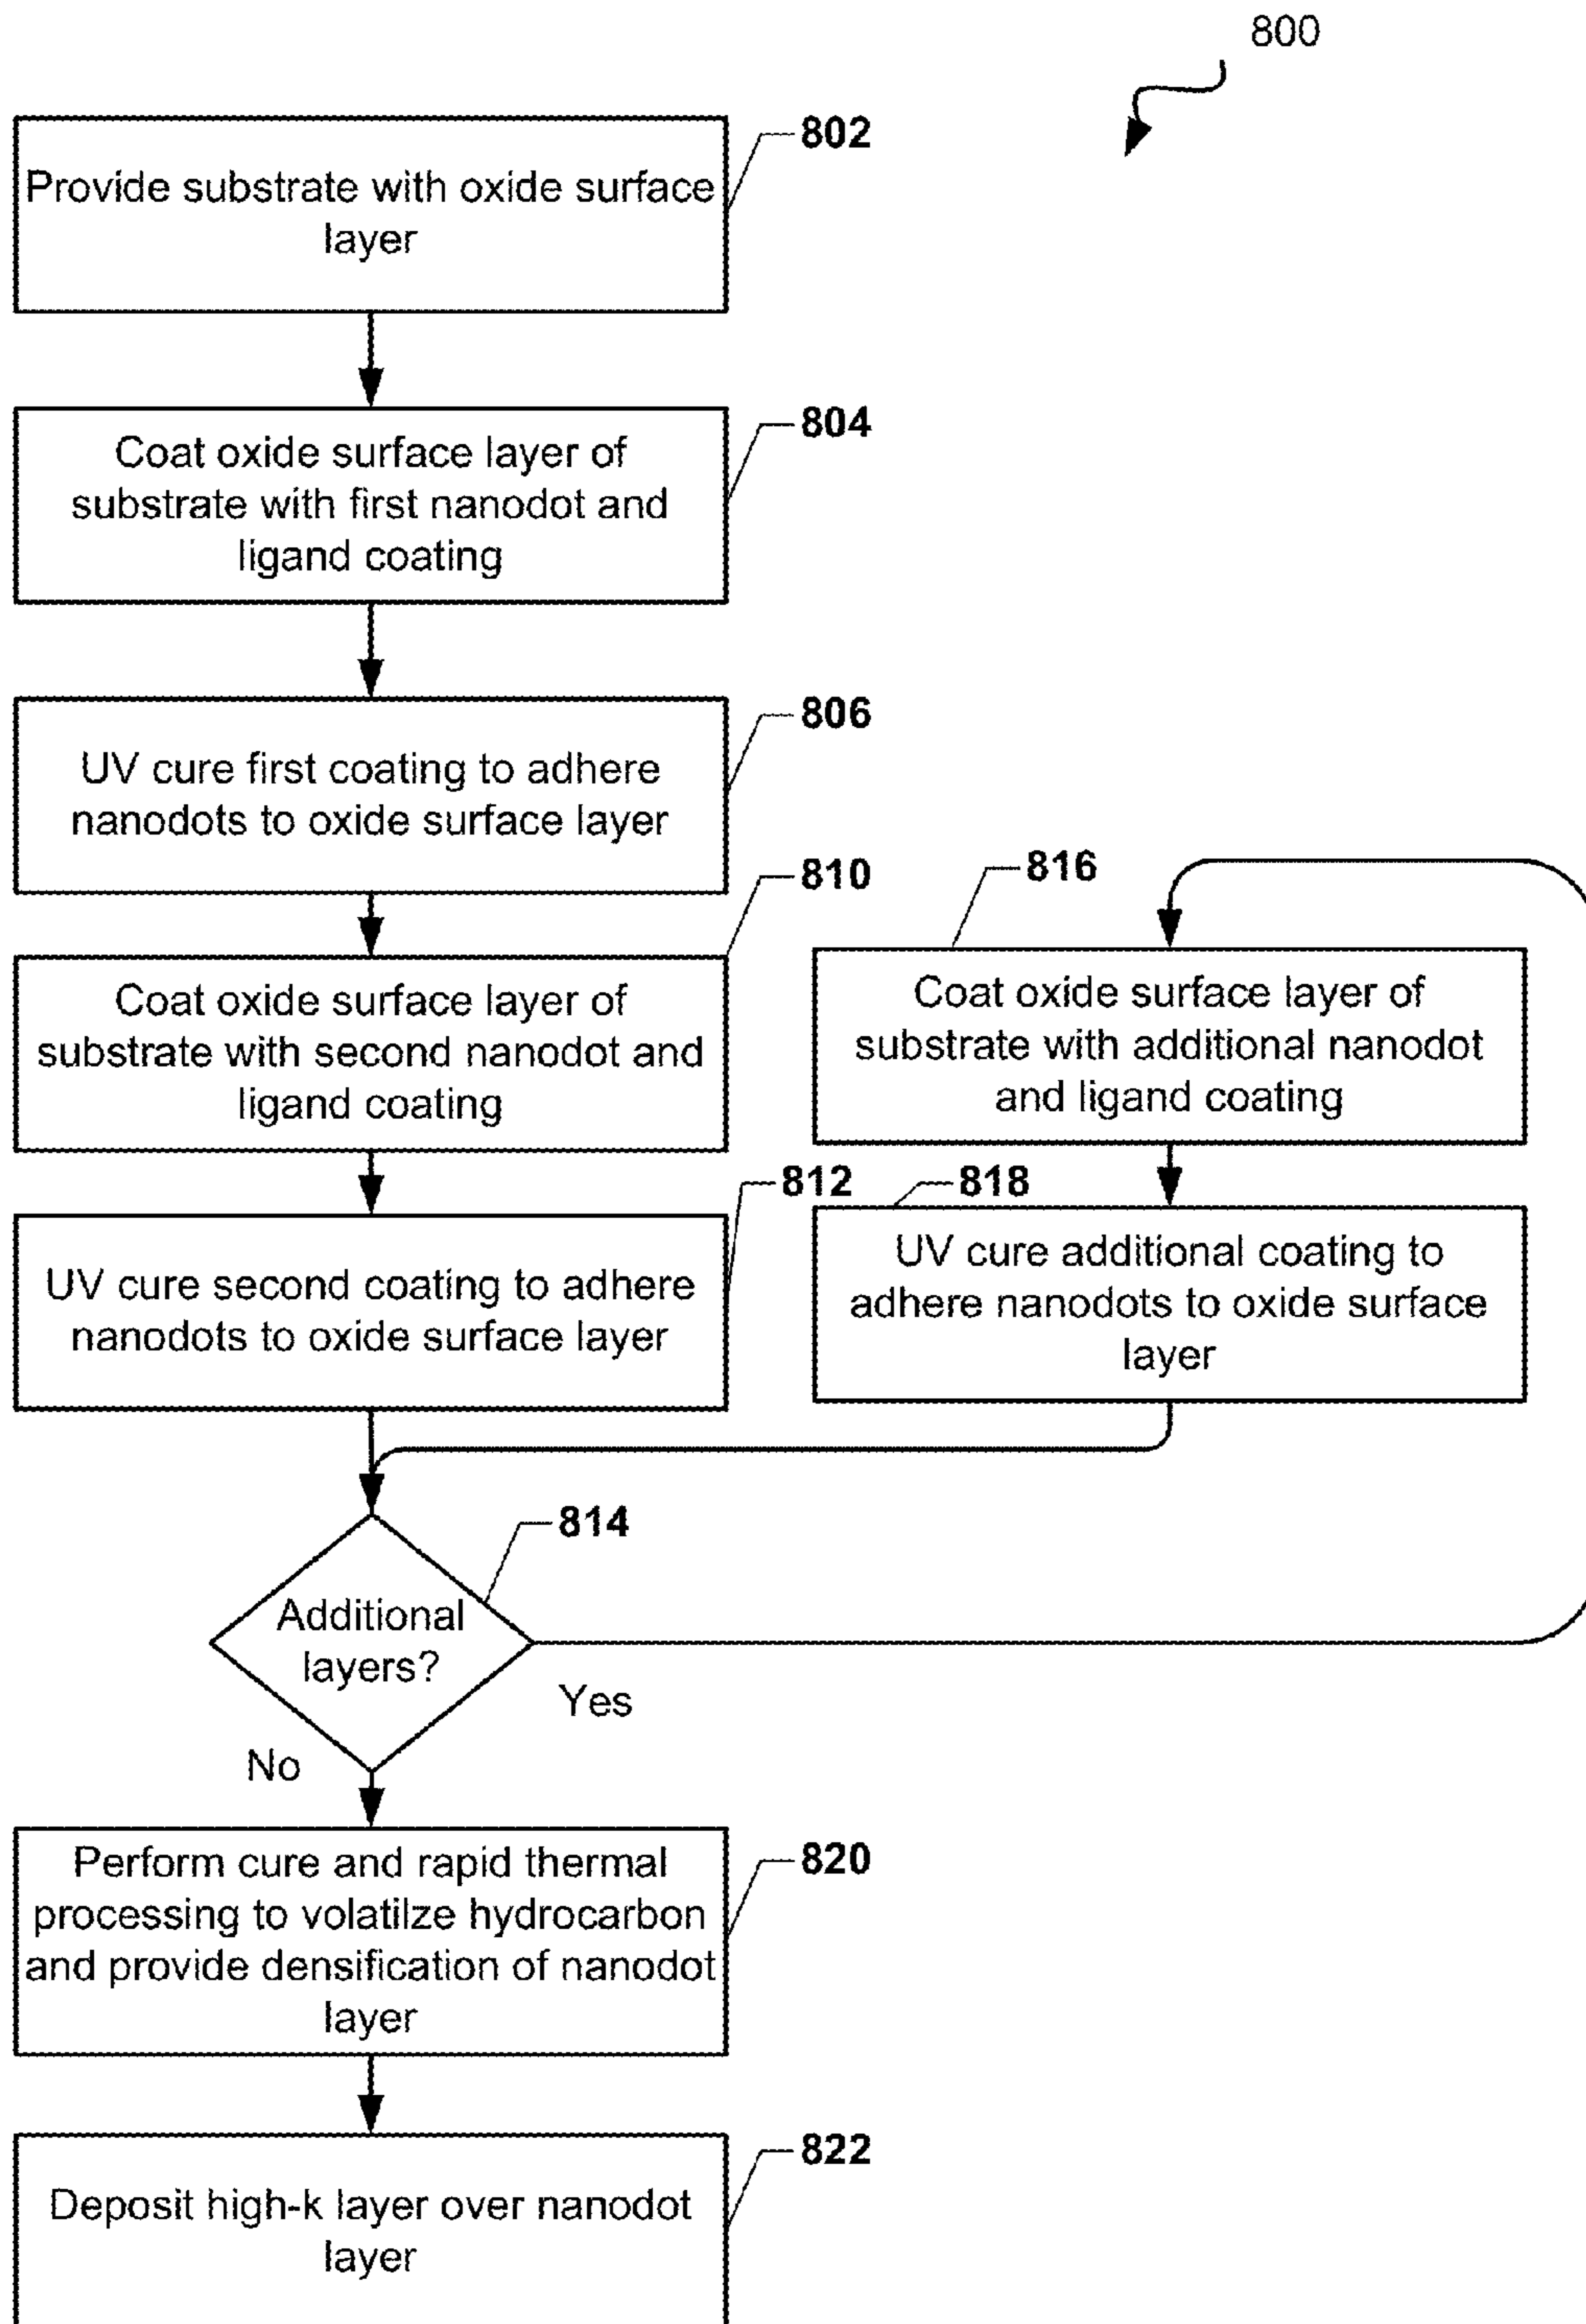 800
802
Provide substrate with oxide surface
layer
804
Coat oxide surface layer of
substrate with first nanodot and
ligand coating
806
UV cure first coating to adhere
nanodots to oxide surface layer
810
Coat oxide surface layer of
substrate with second nanodot and
ligand coating
816
Coat oxide surface layer of
substrate with additional nanodot
and ligand coating
812
UV cure second coating to adhere
nanodots to oxide surface layer
818
UV cure additional coating to
adhere nanodots to oxide surface
layer
814
Additional
layers?
Yes
No
820
Perform cure and rapid thermal
processing to volatilze hydrocarbon
and provide densification of nanodot
layer
822
Deposit high-k layer over nanodot
layer